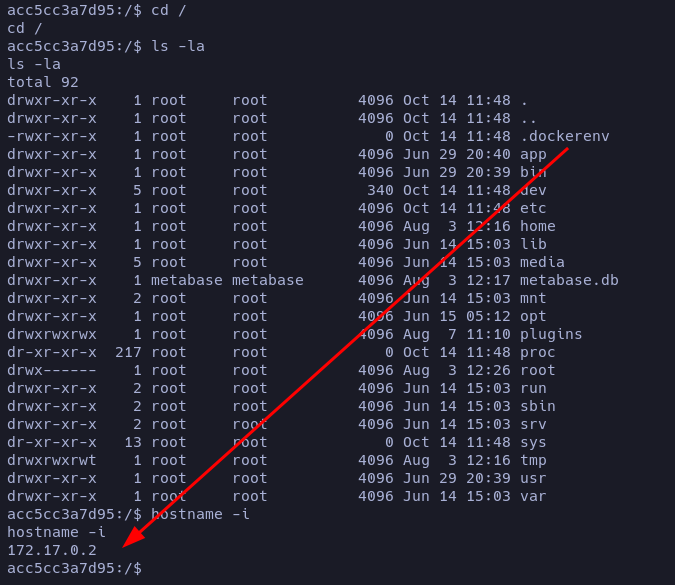 acc5cc3a7d95:/$ cd /
cd /
acc5cc3a7d95:/$ ls -la
ls -la
total 92
drwxr-xr-x    1 root     root          4096 Oct 14 11:48 .
drwxr-xr-x    1 root     root          4096 Oct 14 11:48 ..
-rwxr-xr-x    1 root     root             0 Oct 14 11:48 .dockerenv
drwxr-xr-x    1 root     root          4096 Jun 29 20:40 app
drwxr-xr-x    1 root     root          4096 Jun 29 20:39 bin
drwxr-xr-x    5 root     root           340 Oct 14 11:48 dev
drwxr-xr-x    1 root     root          4096 Oct 14 11:48 etc
drwxr-xr-x    1 root     root          4096 Aug  3 12:16 home
drwxr-xr-x    1 root     root          4096 Jun 14 15:03 lib
drwxr-xr-x    5 root     root          4096 Jun 14 15:03 media
drwxr-xr-x    1 metabase metabase      4096 Aug  3 12:17 metabase.db
drwxr-xr-x    2 root     root          4096 Jun 14 15:03 mnt
drwxr-xr-x    1 root     root          4096 Jun 15 05:12 opt
drwxrwxrwx    1 root     root          4096 Aug  7 11:10 plugins
dr-xr-xr-x  217 root     root             0 Oct 14 11:48 proc
drwx------    1 root     root          4096 Aug  3 12:26 root
drwxr-xr-x    2 root     root          4096 Jun 14 15:03 run
drwxr-xr-x    2 root     root          4096 Jun 14 15:03 sbin
drwxr-xr-x    2 root     root          4096 Jun 14 15:03 srv
dr-xr-xr-x   13 root     root             0 Oct 14 11:48 sys
drwxrwxrwt    1 root     root          4096 Aug  3 12:16 tmp
drwxr-xr-x    1 root     root          4096 Jun 29 20:39 usr
drwxr-xr-x    1 root     root          4096 Jun 14 15:03 var
acc5cc3a7d95:/$ hostname -i
hostname -i
172.17.0.2
acc5cc3a7d95:/$